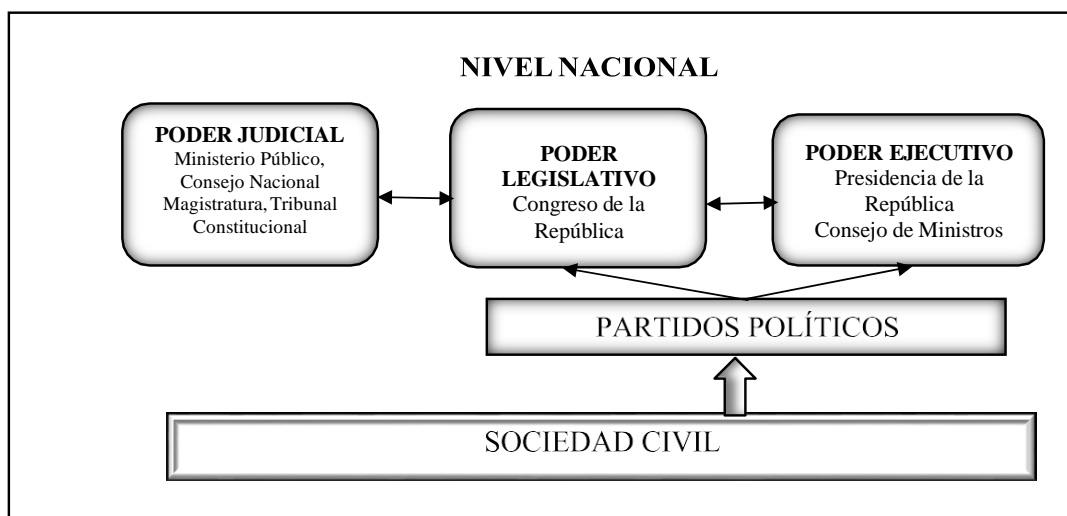 NIVEL NACIONAL
PODER JUDICIAL
Ministerio Público,
Consejo Nacional
Magistratura, Tribunal
Constitucional
PODER
LEGISLATIVO
Congreso de la
República
PODER EJECUTIVO
Presidencia de la
República
Consejo de Ministros
PARTIDOS POLÍTICOS
SOCIEDAD CIVIL